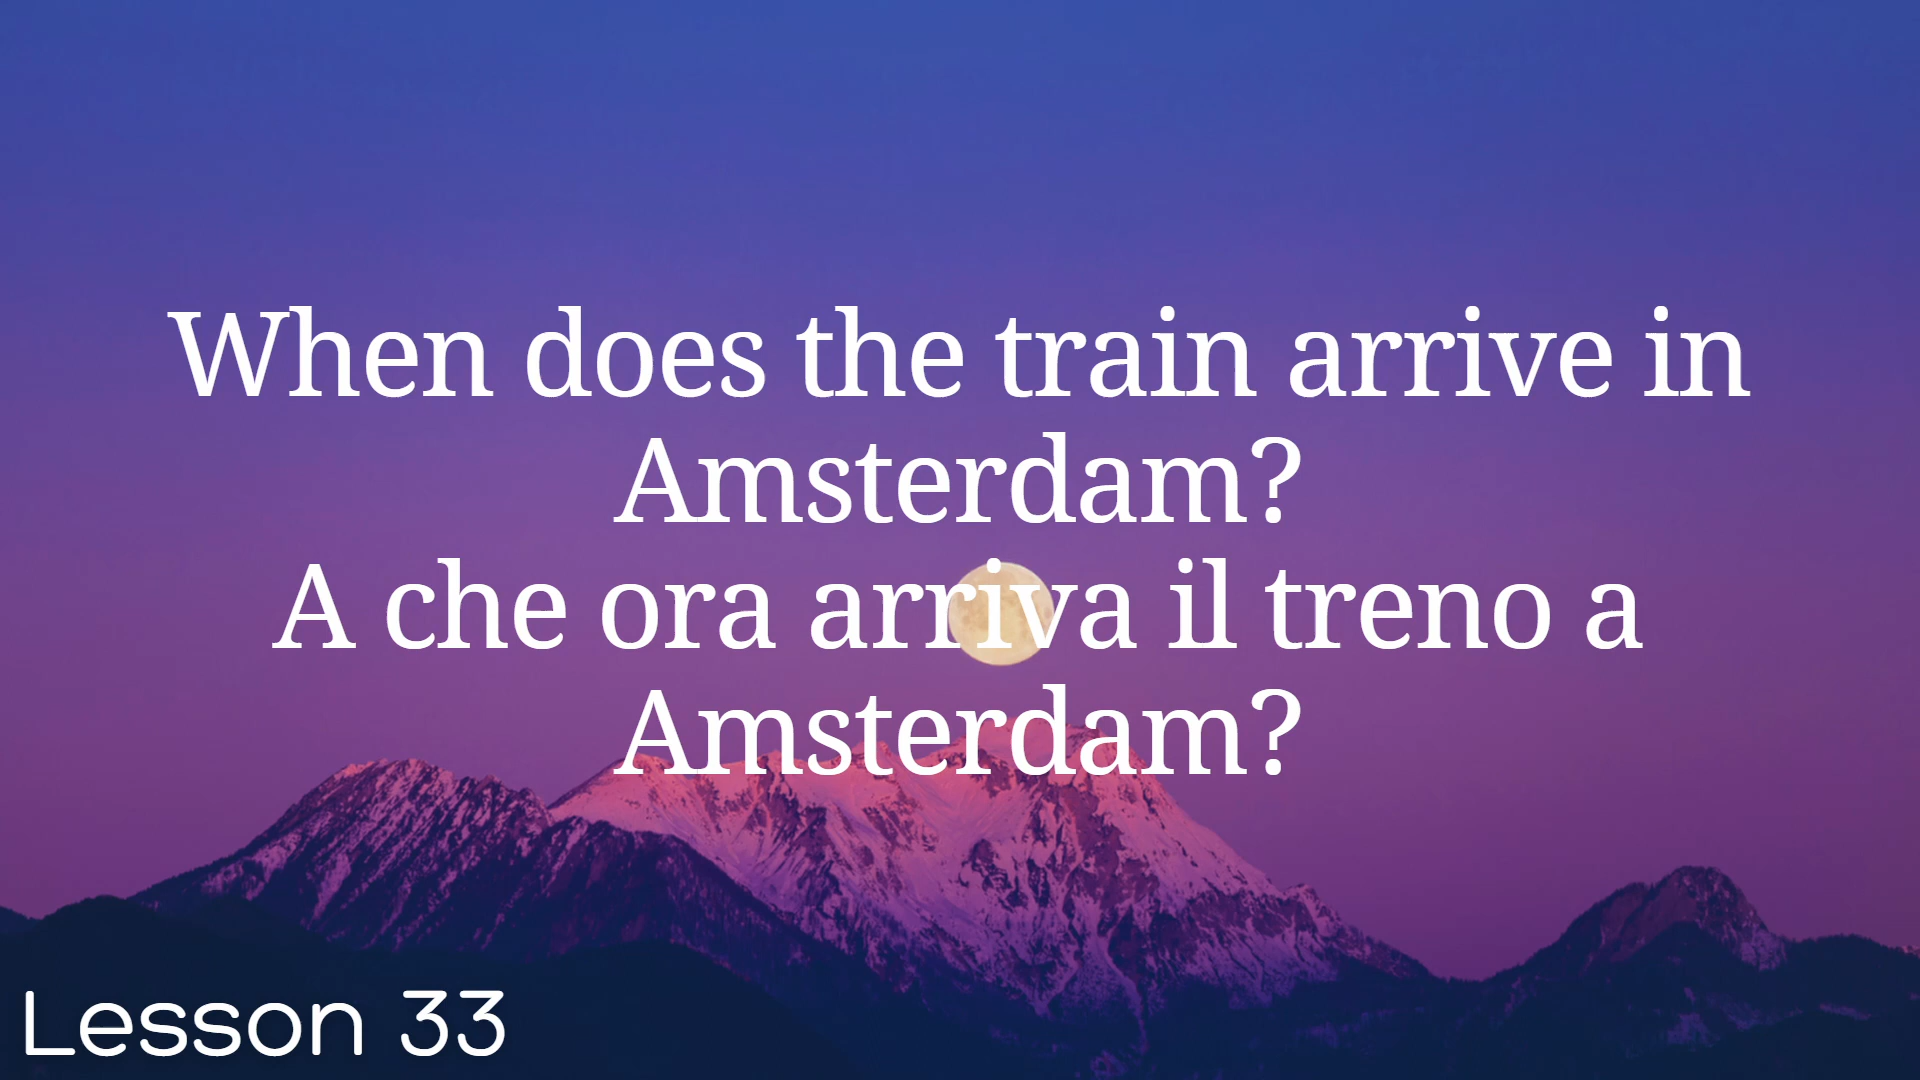 When does the train arrive in
Amsterdam?
A che ora arriva il treno a
Amsterdam?
Lesson 33